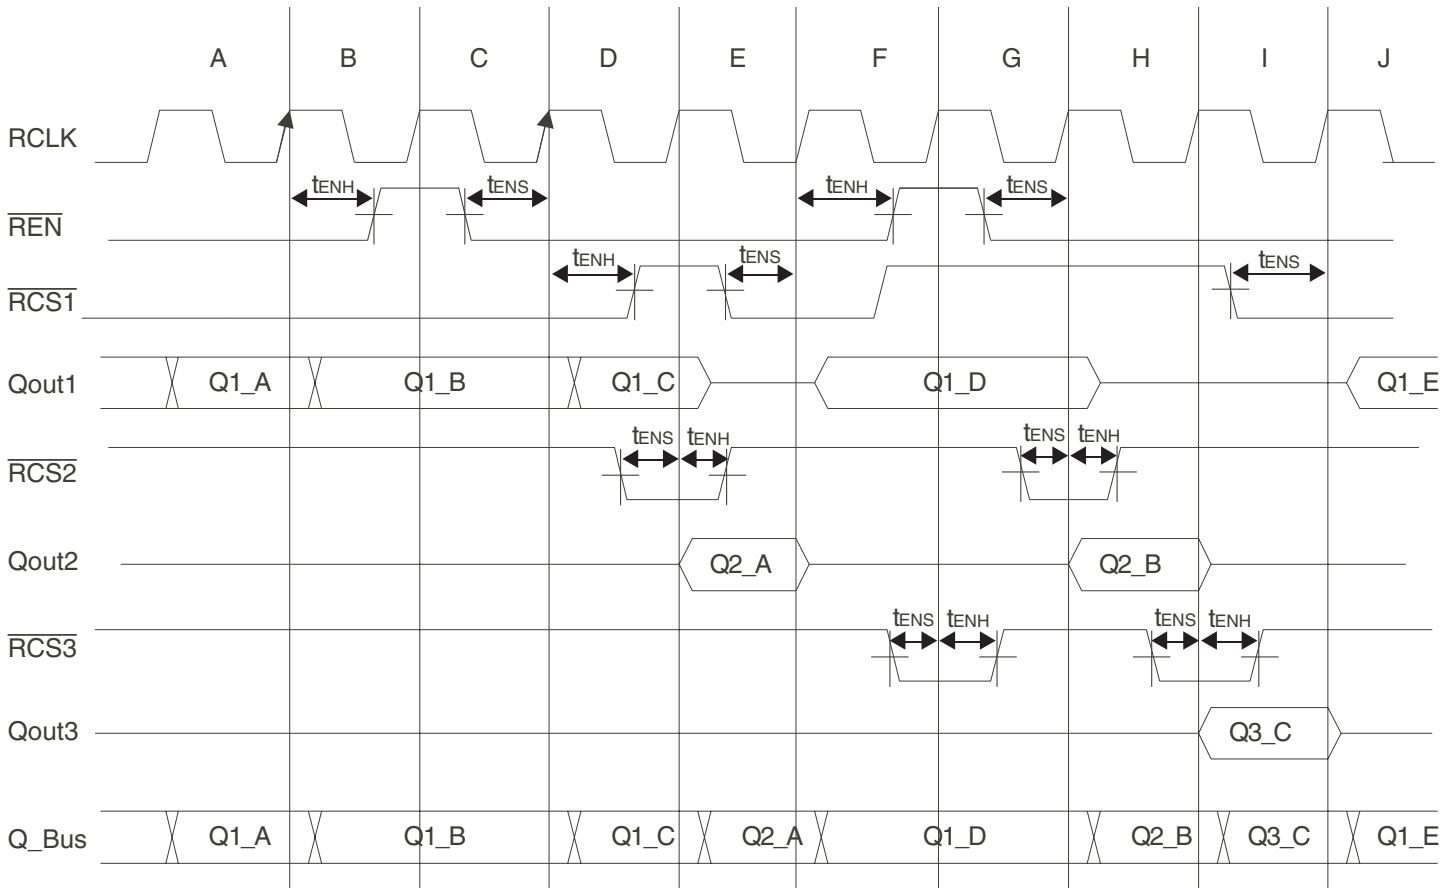 A B C D E F G H I J
RCLK
tENH tENS tENH tENS
REN
tENH tENS tENS
RCS1
Qout1 Q1_A Q1_B Q1_C Q1_D Q1_E
tENS tENH tENS tENH
RCS2
Qout2 Q2_A Q2_B
tENS tENH tENS tENH
RCS3
Qout3 Q3_C
Q_Bus Q1_A Q1_B Q1_C Q2_A Q1_D Q2_B Q3_C Q1_E